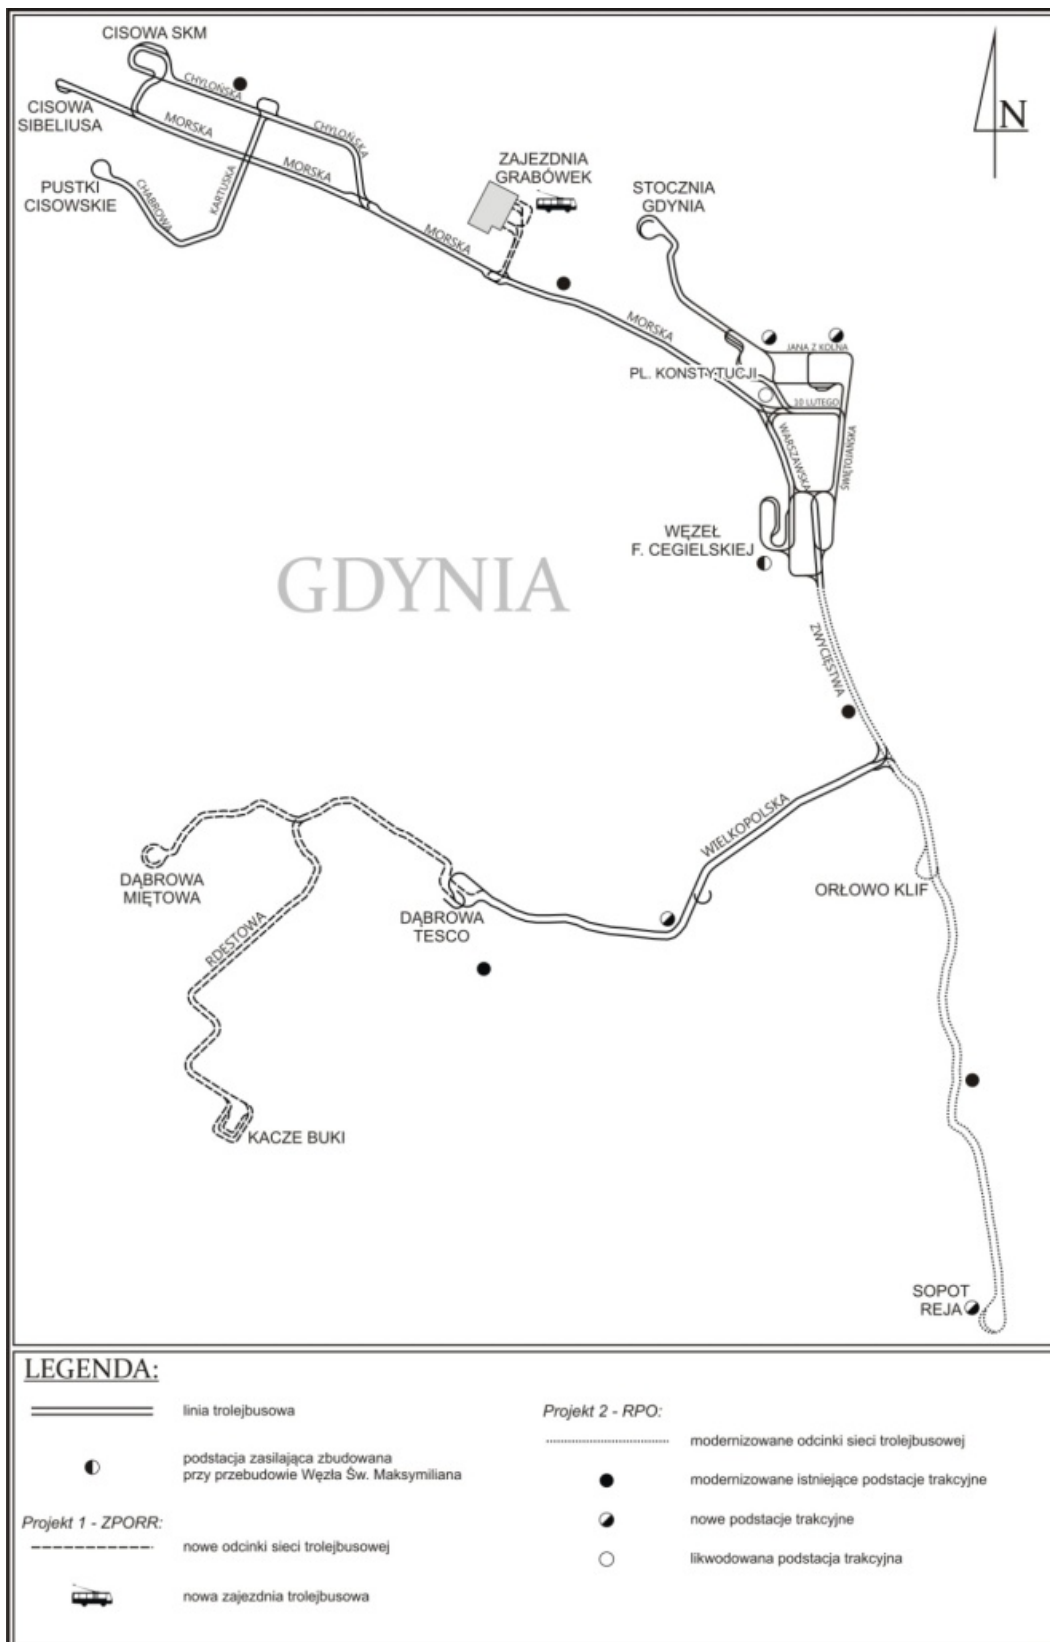 CISOWA SKM
N
CHYLOŃSKA
CISOWA
SIBELIUSA
MORSKA
CHYLOŃSKA
MORSKA
ZAJEZDNIA
GRABÓWEK
PUSTKI
CISOWSKIE
CHABROWA
KARTUSKA
STOCZNIA
GDYNIA
MORSKA
MORSKA
JANA Z KOLNA
PL. KONSTYTUCJI
10 LUTEGO
WARSZAWSKA
ŚWIĘTOJAŃSKA
WĘZEŁ
F. CEGIELSKIEJ
GDYNIA
ZWYCIĘSTWA
WIELKOPOLSKA
DĄBROWA
MIĘTOWA
ORŁOWO KLIF
DĄBROWA
TESCO
RDESTOWA
KACZE BUKI
SOPOT
REJA
LEGENDA:
linia trolejbusowa
podstacja zasilająca zbudowana
przy przebudowie Węzła Św. Maksymiliana
Projekt 1 - ZPORR:
nowe odcinki sieci trolejbusowej
nowa zajezdnia trolejbusowa
Projekt 2 - RPO:
modernizowane odcinki sieci trolejbusowej
modernizowane istniejące podstacje trakcyjne
nowe podstacje trakcyjne
likwodowana podstacja trakcyjna